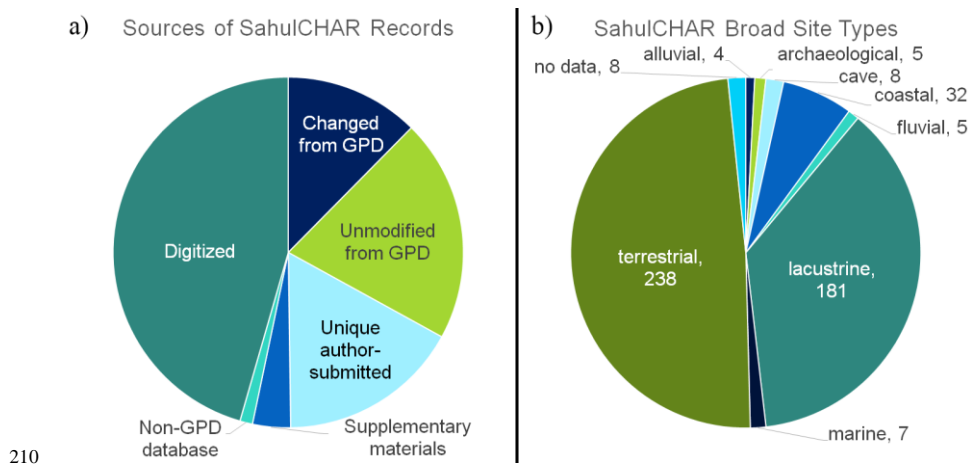 a) Sources of SahulCHAR Records
Changed
from GPD
Unmodified
from GPD
Unique
author-
submitted
Supplementary
materials
Non-GPD
database
Digitized
b) SahulCHAR Broad Site Types
no data, 8
alluvial, 4
archaeological, 5
cave, 8
coastal, 32
fluvial, 5
lacustrine,
181
marine, 7
terrestrial,
238
210